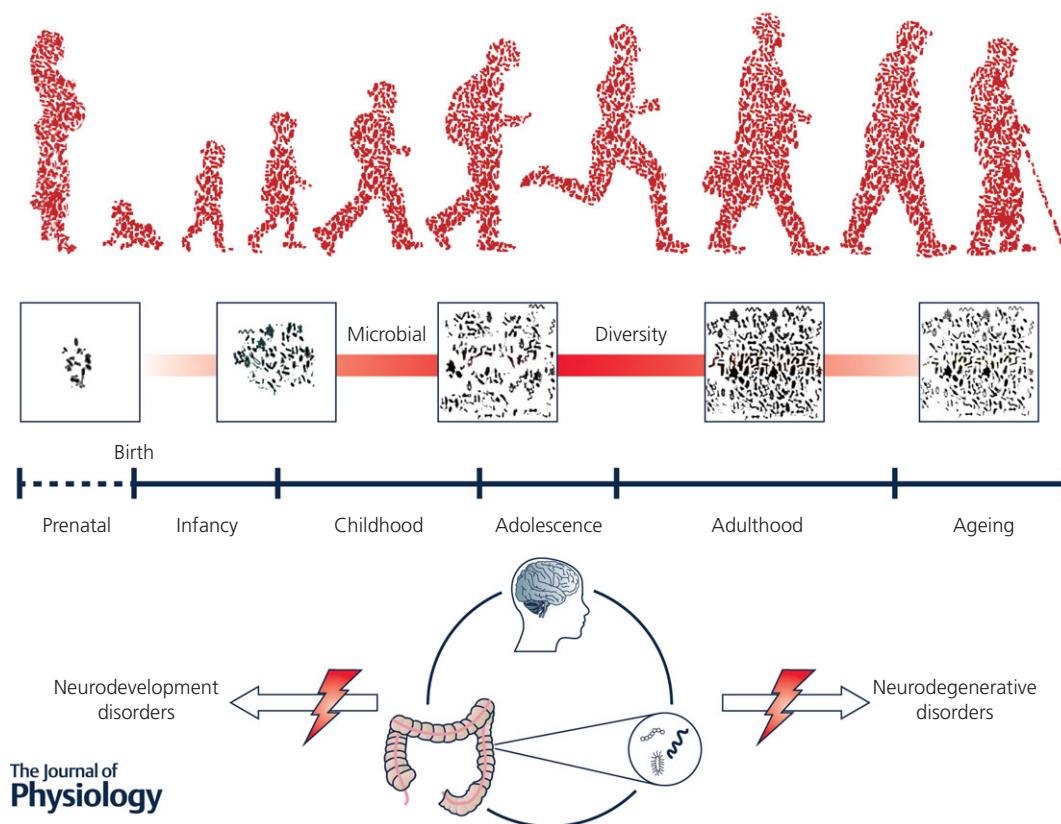 Microbial
Diversity
Birth
Prenatal
Infancy
Childhood
Adolescence
Adulthood
Ageing
Neurodevelopment
disorders
Neurodegenerative
disorders
The Journal of
Physiology